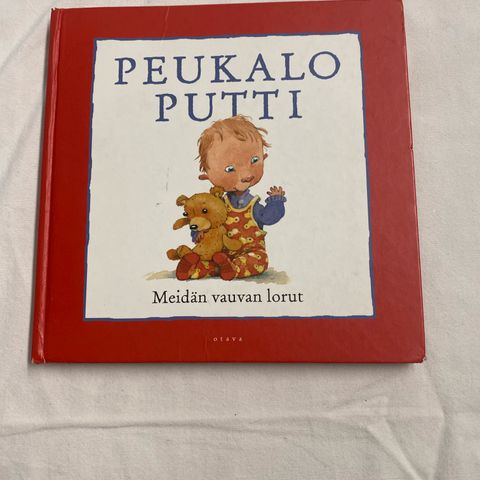 PEUKALO
PUTTI
Meidän vauvan lorut
otava